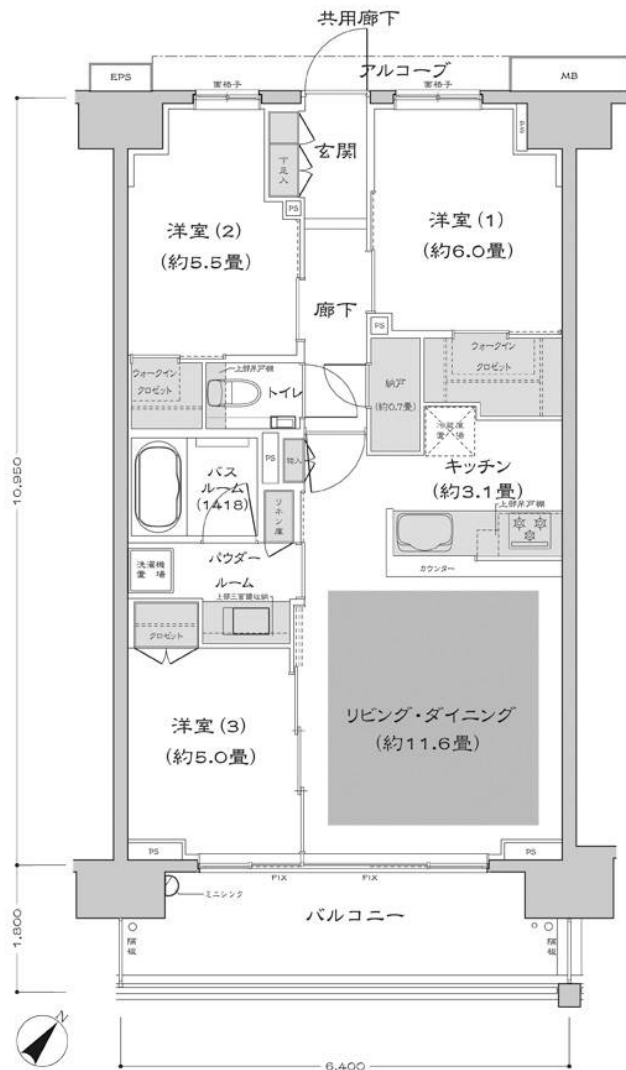 共用廊下
アルコーブ
EPS
MB
面格子
面格子
PS
下足入
玄関
PS
洋室(2)
(約5.5畳)
洋室(1)
(約6.0畳)
廊下
PS
ウォークイン
クロゼット
上部吊戸棚
トイレ
納戸
(約0.7畳)
ウォークイン
クロゼット
冷蔵庫
置場
キッチン
(約3.1畳)
上部吊戸棚
カウンター
バス
ルーム
(1418)
PS
物入
リネン庫
洗濯機
置場
パウダー
ルーム
上部三面鏡収納
クロゼット
洋室(3)
(約5.0畳)
リビング・ダイニング
(約11.6畳)
PS
PS
FIX
FIX
ミニシンク
バルコニー
隔板
隔板
10,950
1,800
6,400
N